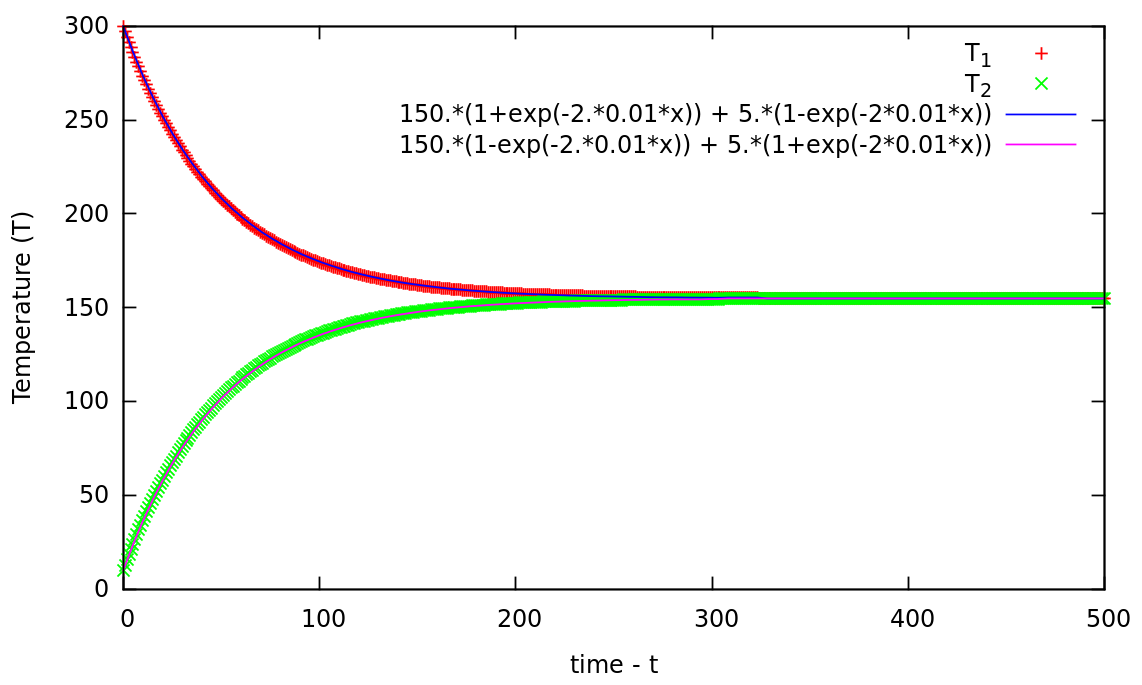 300
250
200
150
100
50
0
Temperature (T)
T1
T2
150.*(1+exp(-2.*0.01*x)) + 5.*(1-exp(-2*0.01*x))
150.*(1-exp(-2.*0.01*x)) + 5.*(1+exp(-2*0.01*x))
0 100 200 300 400 500
time - t